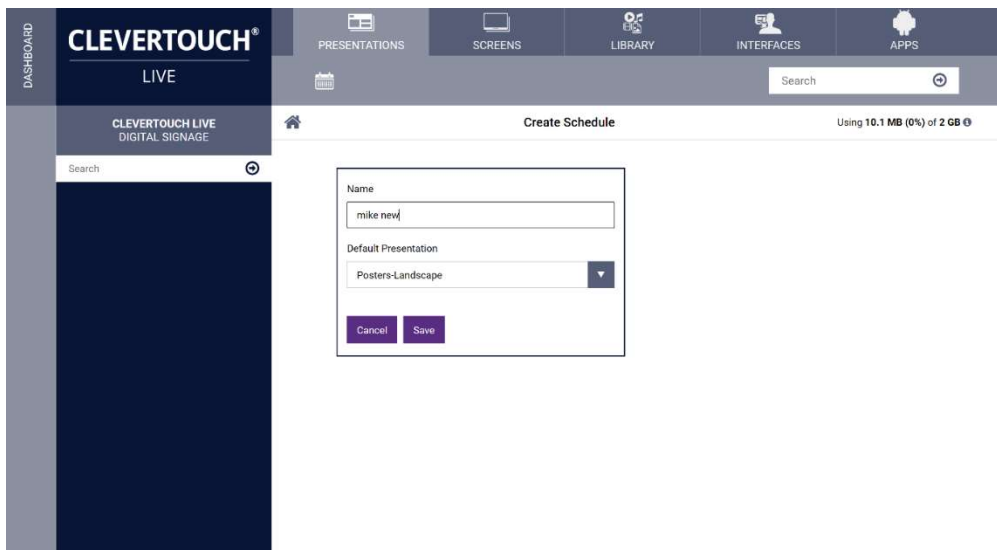 DASHBOARD
CLEVERTOUCH®
LIVE
PRESENTATIONS
SCREENS
LIBRARY
INTERFACES
APPS
Search
CLEVERTOUCH LIVE
DIGITAL SIGNAGE
Create Schedule
Using 10.1 MB (0%) of 2 GB
Search
Name
mike new
Default Presentation
Posters-Landscape
Cancel Save